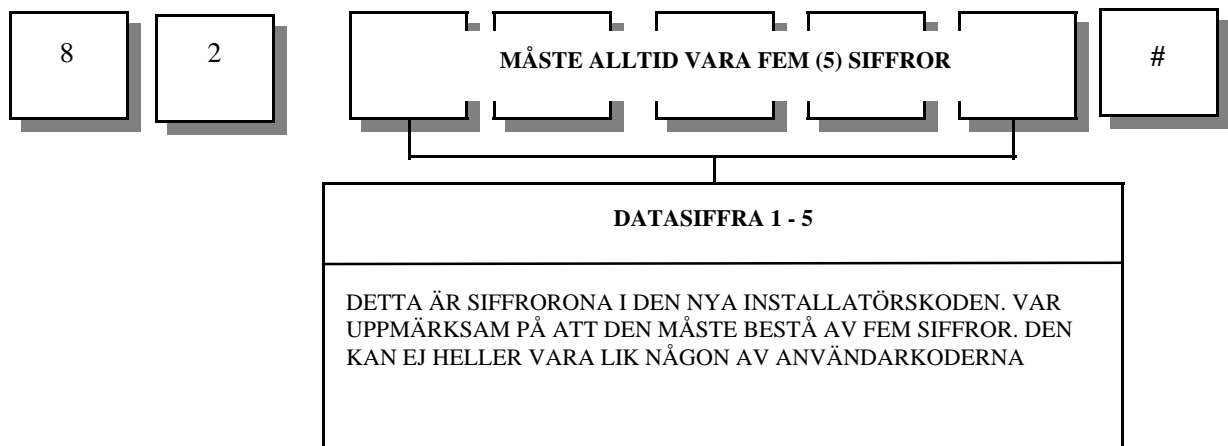 8 2 MÅSTE ALLTID VARA FEM (5) SIFFROR #
DATASIFFRA 1 - 5
DETTA ÄR SIFFRORONA I DEN NYA INSTALLATÖRSKODEN. VAR
UPPMÄRKSAM PÅ ATT DEN MÅSTE BESTÅ AV FEM SIFFROR. DEN
KAN EJ HELLER VARA LIK NÅGON AV ANVÄNDARKODERNA